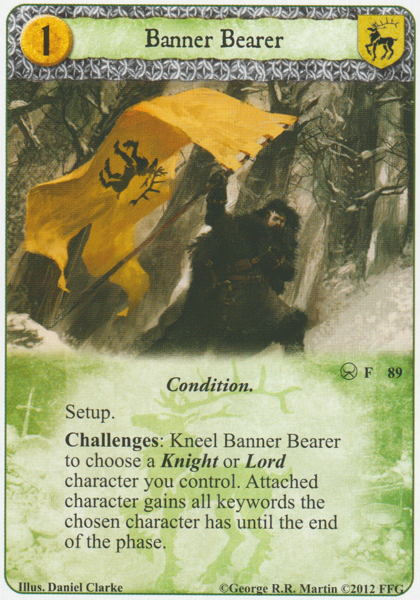 1
Banner Bearer
F 89
Condition.
Setup.
Challenges: Kneel Banner Bearer
to choose a Knight or Lord
character you control. Attached
character gains all keywords the
chosen character has until the end
of the phase.
Illus. Daniel Clarke ©George R.R. Martin ©2012 FFG